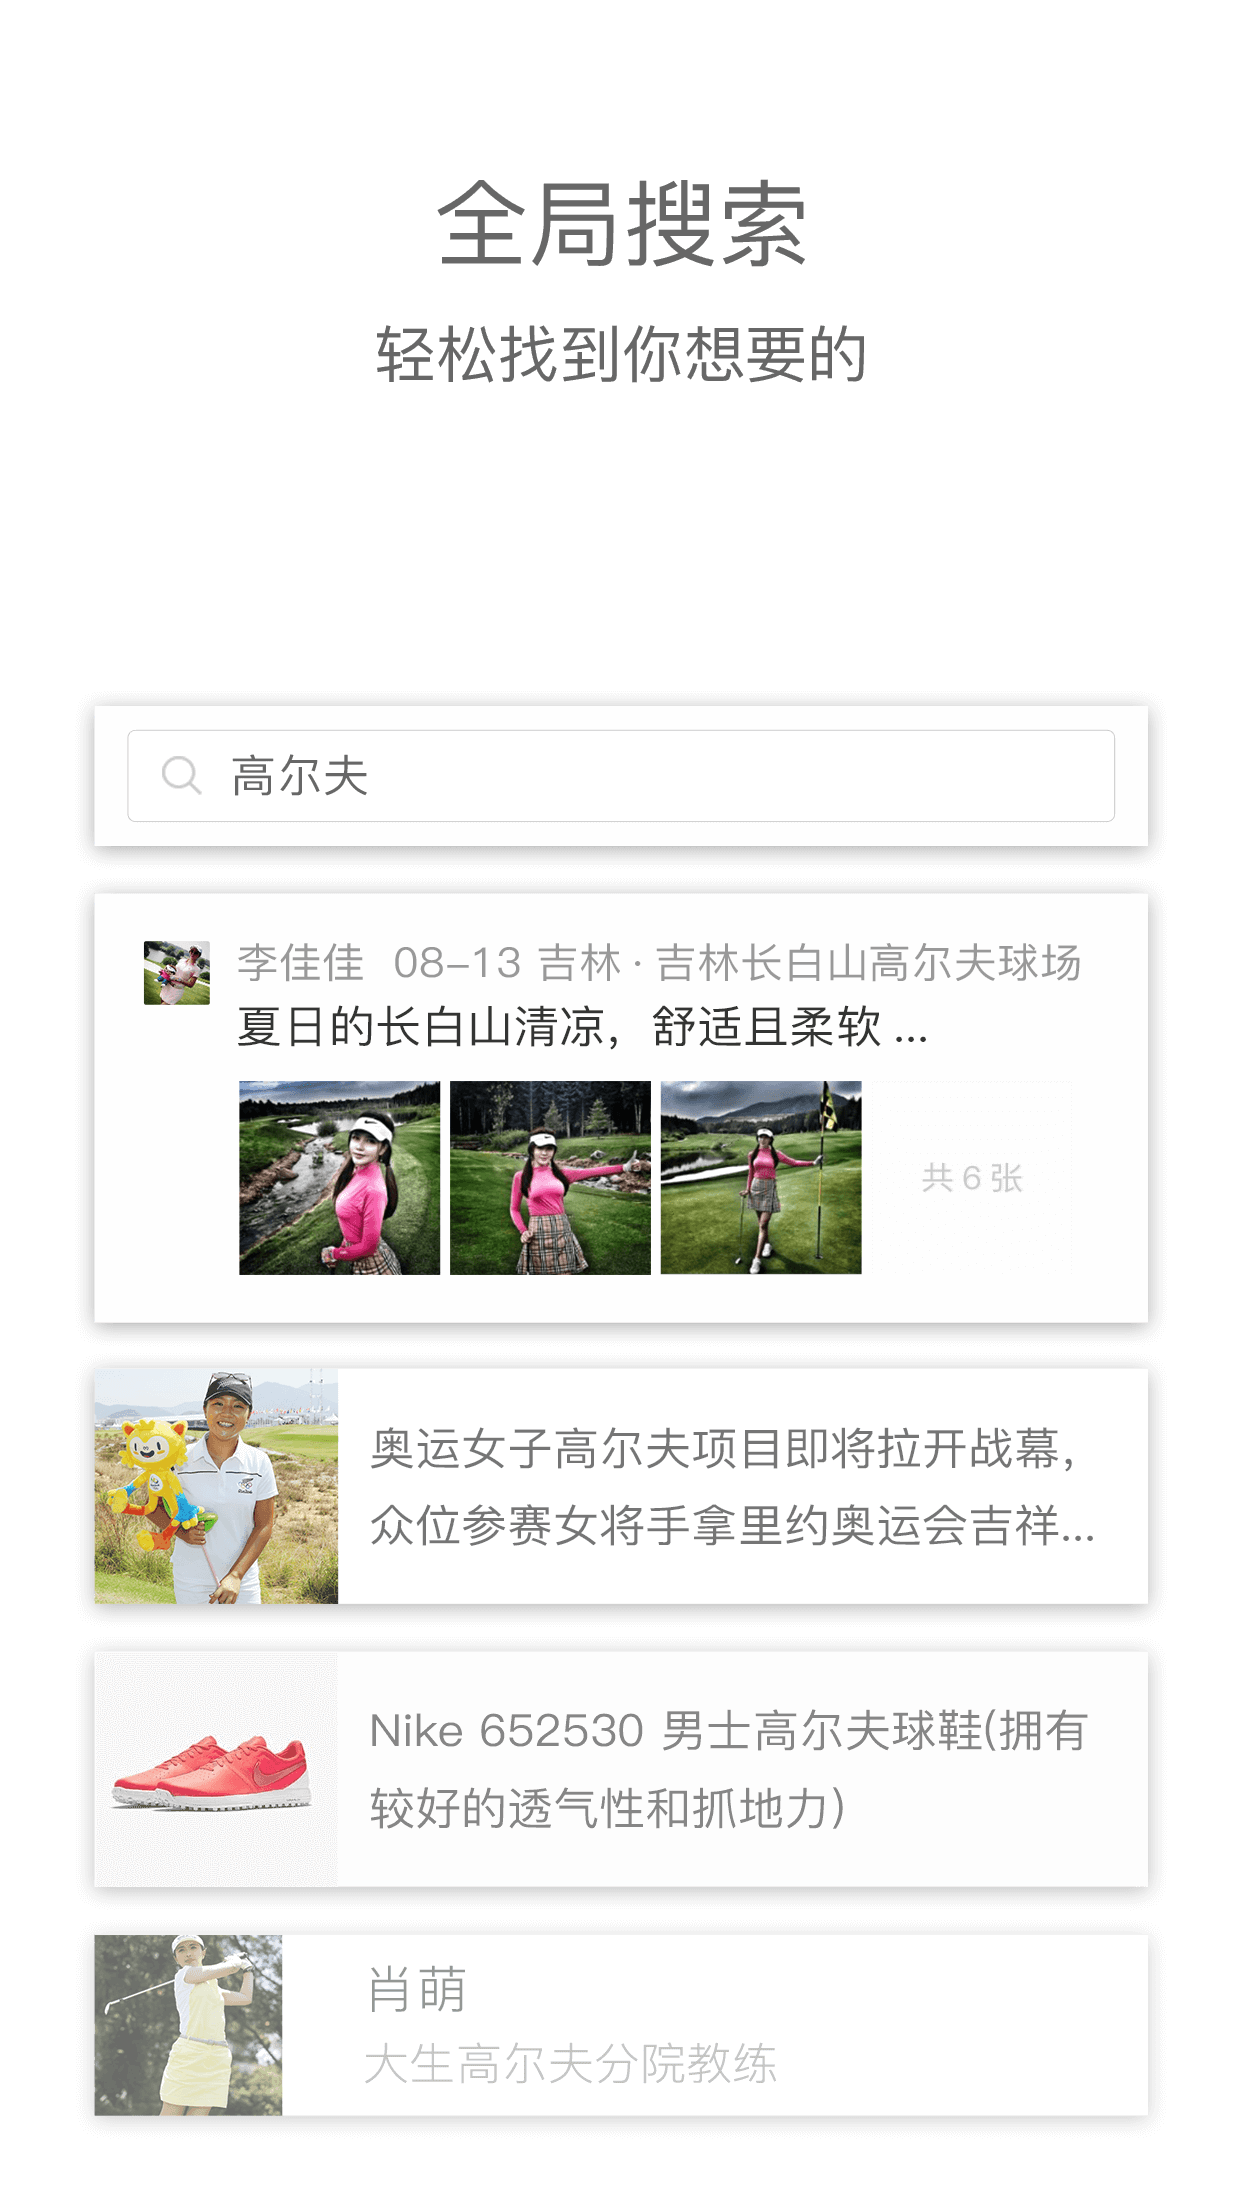 全局搜索
轻松找到你想要的
高尔夫
李佳佳 08-13 吉林·吉林长白山高尔夫球场
夏日的长白山清凉，舒适且柔软 ...
共 6 张
奥运女子高尔夫项目即将拉开战幕，
众位参赛女将手拿里约奥运会吉祥...
Nike 652530 男士高尔夫球鞋(拥有
较好的透气性和抓地力)
肖萌
大生高尔夫分院教练